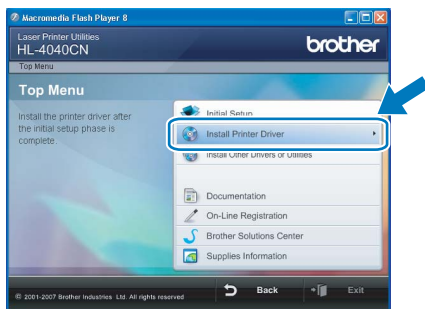 Macromedia Flash Player 8
Laser Printer Utilities
HL-4040CN
brother
Top Menu
Top Menu
Install the printer driver after
the initial setup phase is
complete.
Initial Setup
Install Printer Driver
Install Other Drivers or Utilities
Documentation
On-Line Registration
Brother Solutions Center
Supplies Information
© 2001-2007 Brother Industries Ltd. All rights reserved
Back
Exit